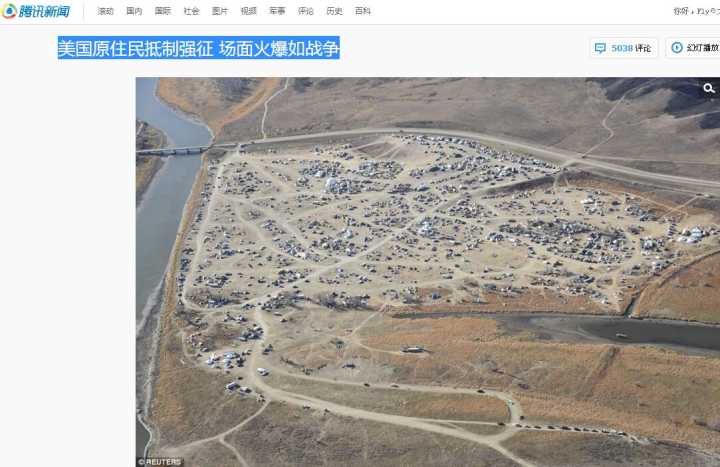 腾讯新闻 滚动 国内 国际 社会 图片 视频 军事 评论 历史 百科 你好，
美国原住民抵制强征 场面火爆如战争 5038 评论 幻灯播放
© REUTERS